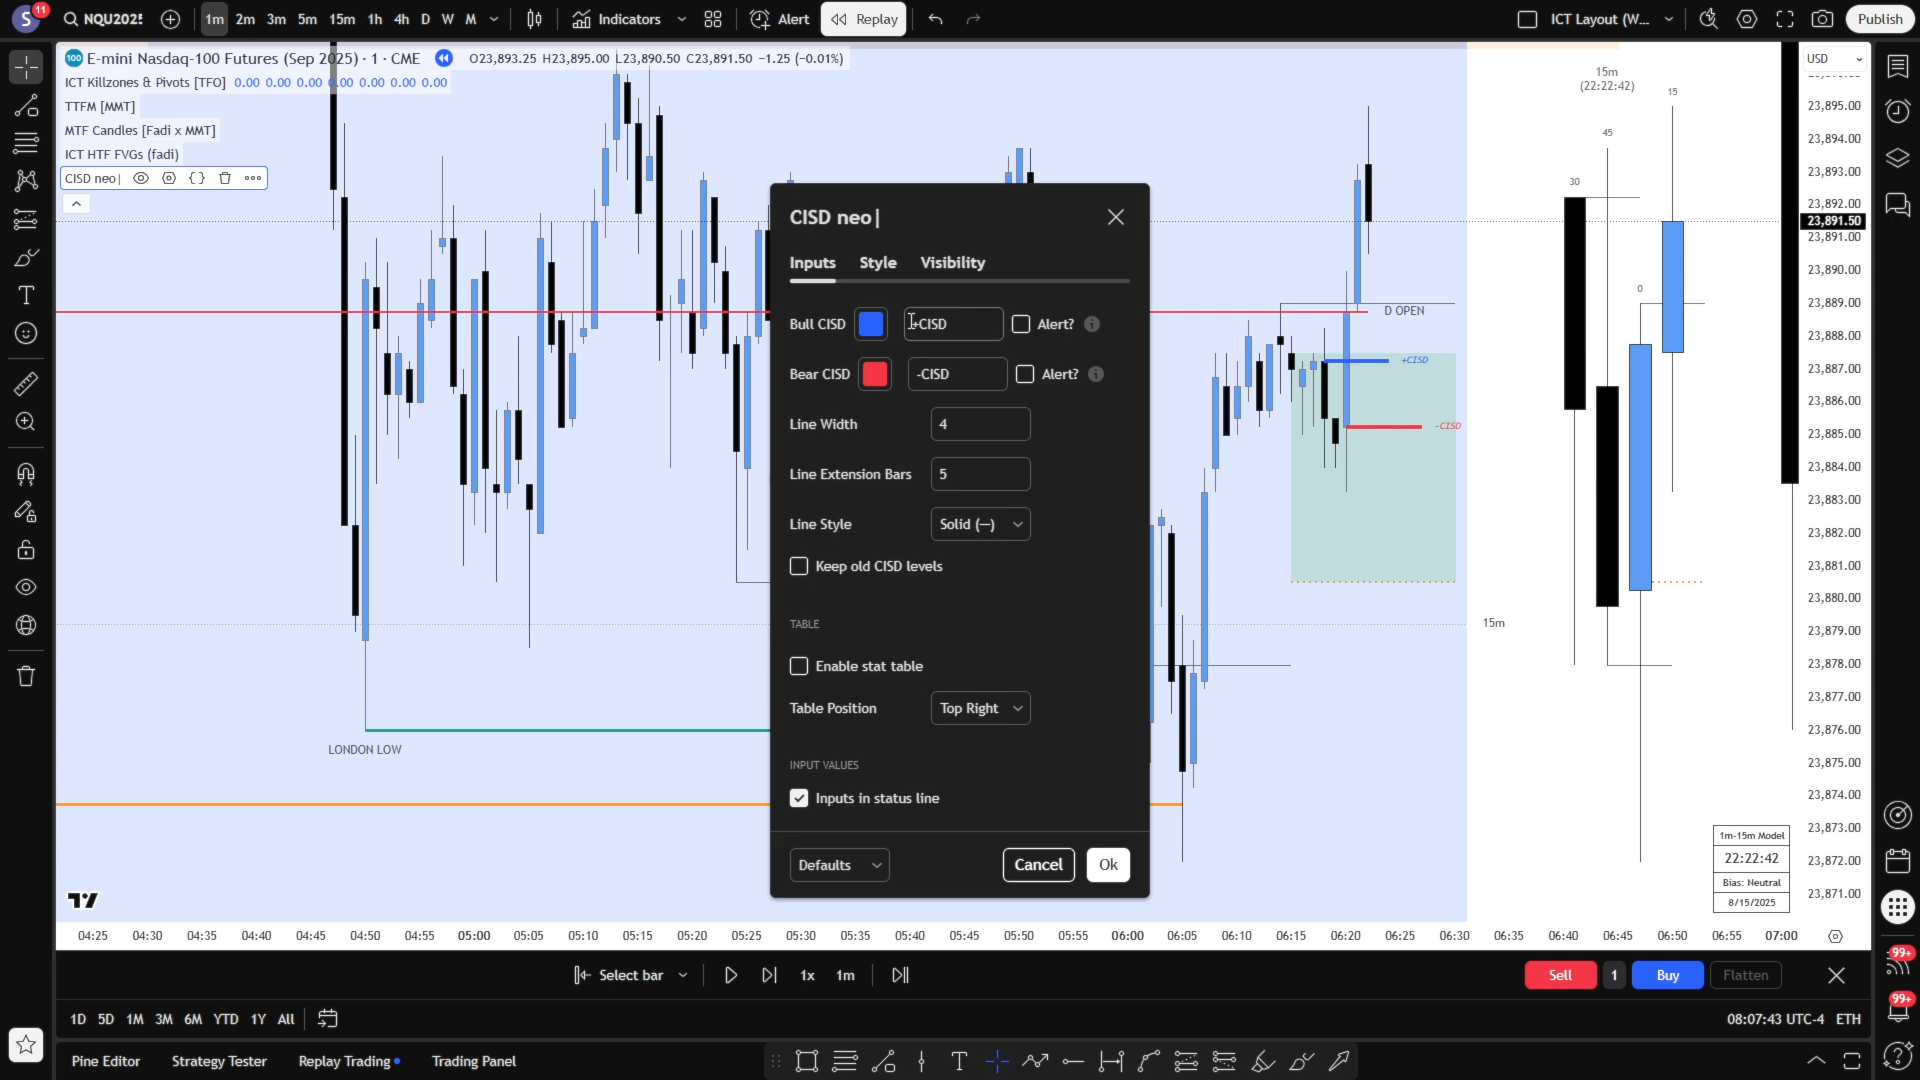 S 11 NQU202! 1m 2m 3m 5m 15m 1h 4h D W M Indicators Alert Replay ICT Layout (W... Publish
100 E-mini Nasdaq-100 Futures (Sep 2025) · 1 · CME O23,893.25 H23,895.00 L23,890.50 C23,891.50 −1.25 (−0.01%)
ICT Killzones & Pivots [TFO] 0.00 0.00 0.00 0.00 0.00 0.00 0.00
TTFM [MMT]
MTF Candles [Fadi x MMT]
ICT HTF FVGs (fadi)
CISD neo|
LONDON LOW
D OPEN
+CISD
-CISD
CISD neo|
Inputs Style Visibility
Bull CISD +CISD Alert?
Bear CISD -CISD Alert?
Line Width 4
Line Extension Bars 5
Line Style Solid (—)
Keep old CISD levels
TABLE
Enable stat table
Table Position Top Right
INPUT VALUES
Inputs in status line
Defaults Cancel Ok
15m
(22:22:42)
15
45
30
0
15m
1m-15m Model
22:22:42
Bias: Neutral
8/15/2025
USD
23,895.00
23,894.00
23,893.00
23,892.00
23,891.50
23,891.00
23,890.00
23,889.00
23,888.00
23,887.00
23,886.00
23,885.00
23,884.00
23,883.00
23,882.00
23,881.00
23,880.00
23,879.00
23,878.00
23,877.00
23,876.00
23,875.00
23,874.00
23,873.00
23,872.00
23,871.00
04:25 04:30 04:35 04:40 04:45 04:50 04:55 05:00 05:05 05:10 05:15 05:20 05:25 05:30 05:35 05:40 05:45 05:50 05:55 06:00 06:05 06:10 06:15 06:20 06:25 06:30 06:35 06:40 06:45 06:50 06:55 07:00
Select bar 1x 1m Sell 1 Buy Flatten
1D 5D 1M 3M 6M YTD 1Y All 08:07:43 UTC-4 ETH
Pine Editor Strategy Tester Replay Trading Trading Panel
99+
99+